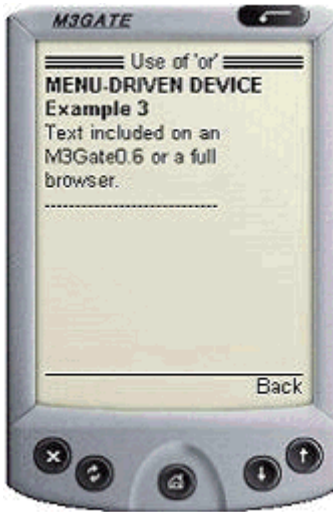 M3GATE
Use of 'or'
MENU-DRIVEN DEVICE
Example 3
Text included on an
M3Gate0.6 or a full
browser.
---------------------------
Back